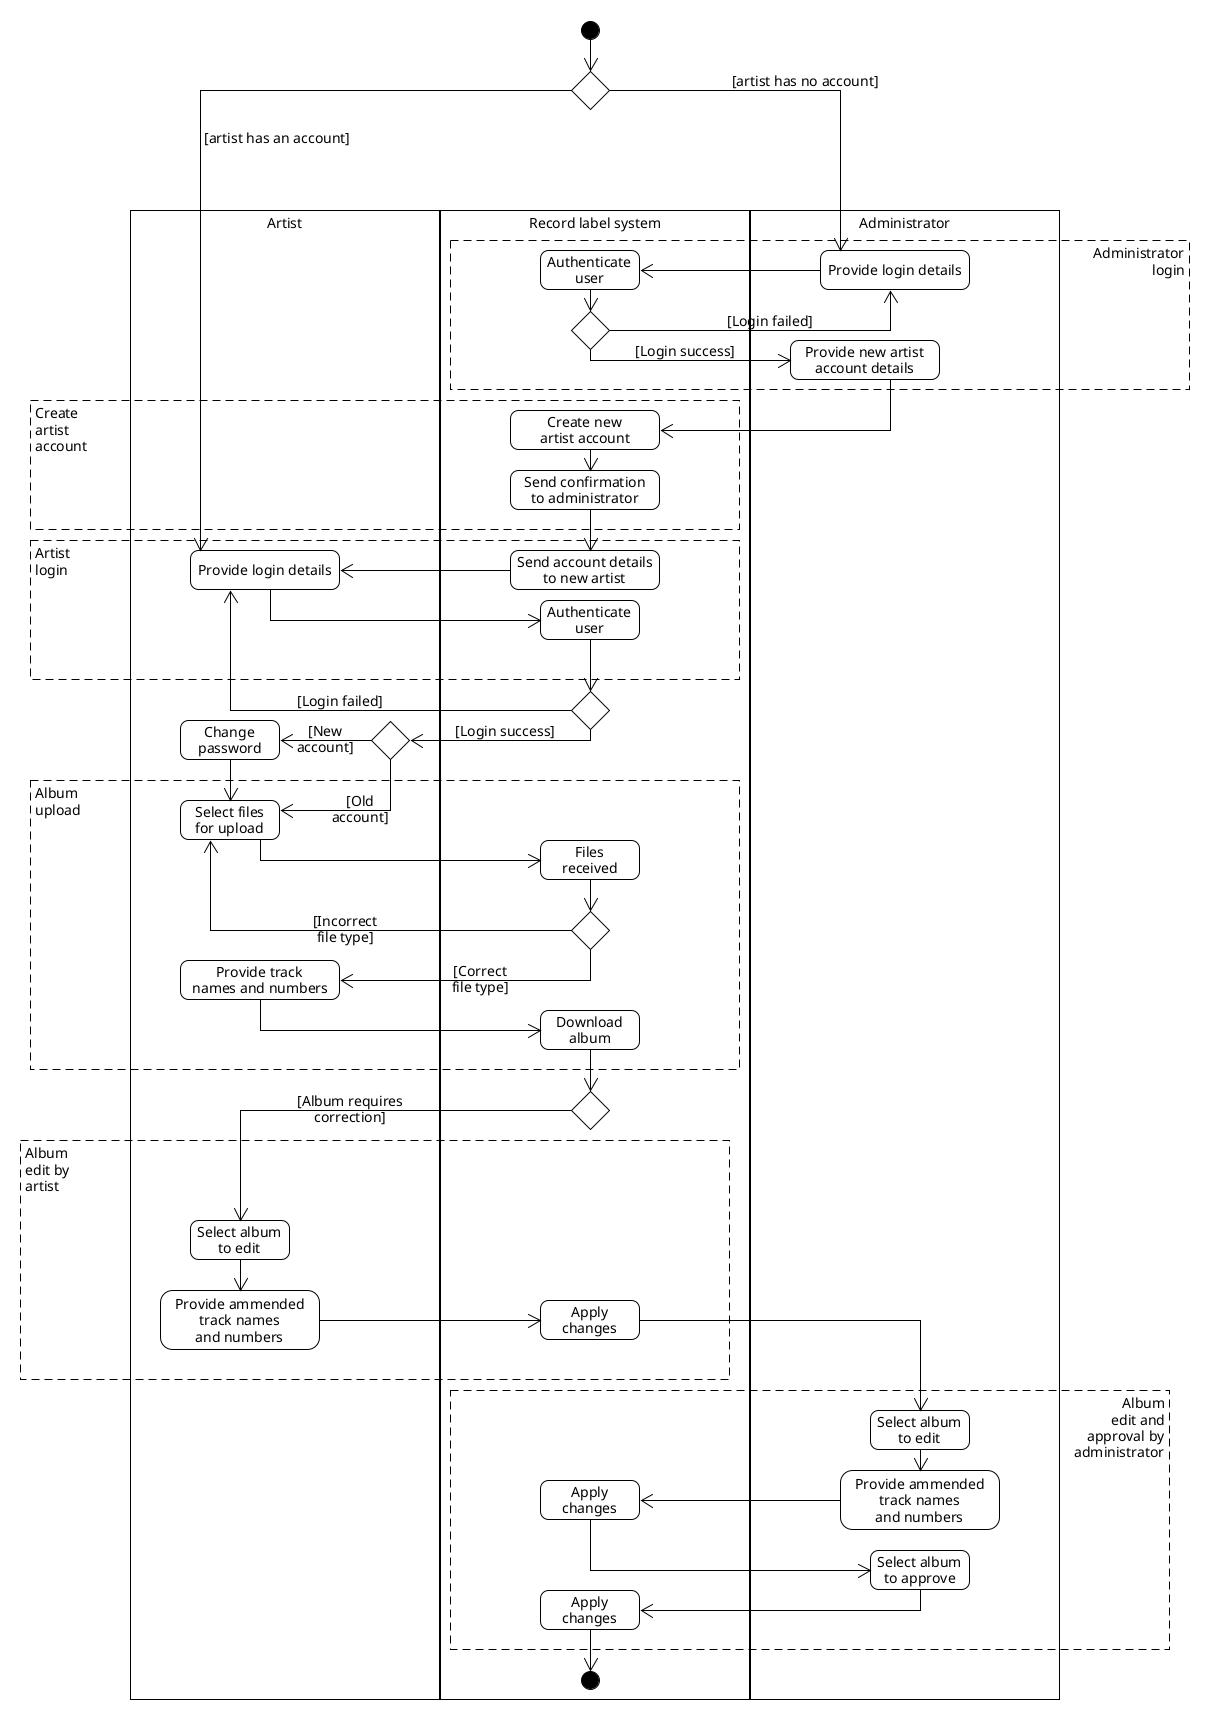 [artist has no account]
[artist has an account]
Artist
Record label system
Administrator
Administrator
login
Authenticate
user
Provide login details
[Login failed]
[Login success]
Provide new artist
account details
Create
artist
account
Create new
artist account
Send confirmation
to administrator
Artist
login
Provide login details
Send account details
to new artist
Authenticate
user
[Login failed]
Change
password
[New
account]
[Login success]
Album
upload
Select files
for upload
[Old
account]
Files
received
[Incorrect
file type]
Provide track
names and numbers
[Correct
file type]
Download
album
[Album requires
correction]
Album
edit by
artist
Select album
to edit
Provide ammended
track names
and numbers
Apply
changes
Album
edit and
approval by
administrator
Select album
to edit
Apply
changes
Provide ammended
track names
and numbers
Select album
to approve
Apply
changes